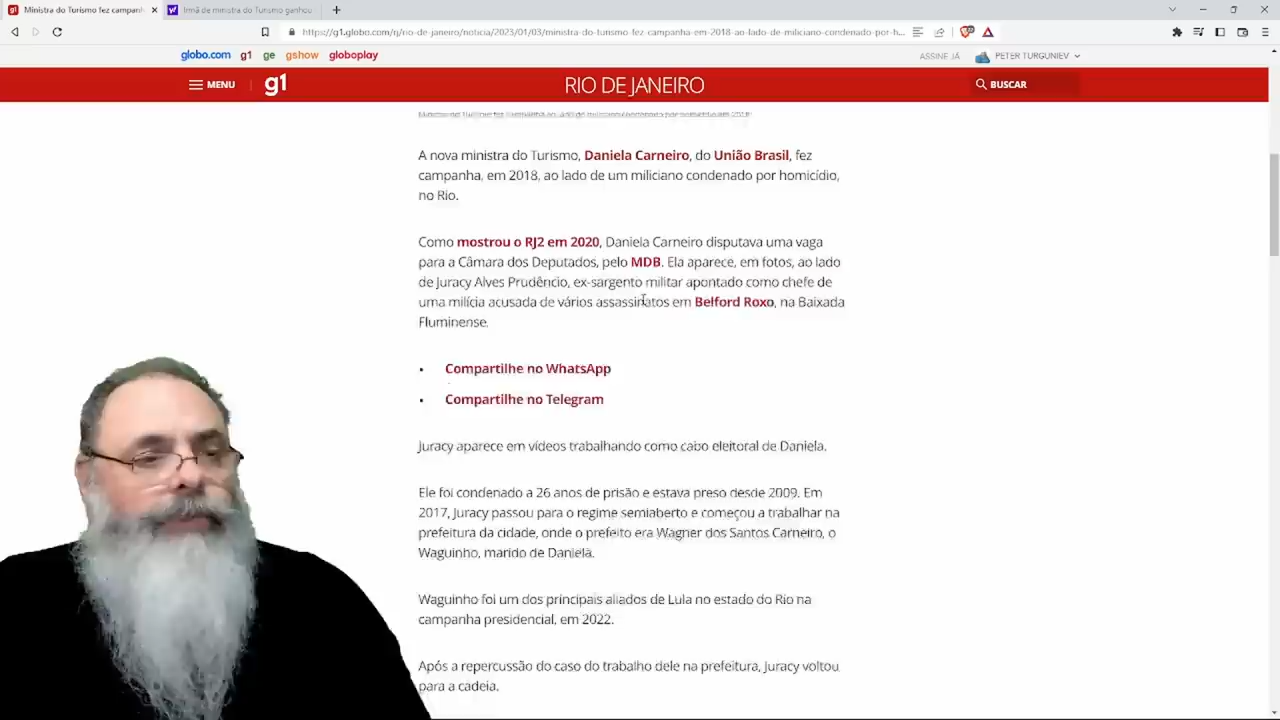 Ministra do Turismo fez campanh
Irmã de ministra do Turismo ganhou
https://g1.globo.com/rj/rio-de-janeiro/noticia/2023/01/03/ministra-do-turismo-fez-campanha-em-2018-ao-lado-de-miliciano-condenado-por-h...
globo.com g1 ge gshow globoplay
ASSINE JÁ PETER TURGUNIEV
MENU g1 RIO DE JANEIRO BUSCAR
A nova ministra do Turismo, Daniela Carneiro, do União Brasil, fez
campanha, em 2018, ao lado de um miliciano condenado por homicídio,
no Rio.
Como mostrou o RJ2 em 2020, Daniela Carneiro disputava uma vaga
para a Câmara dos Deputados, pelo MDB. Ela aparece, em fotos, ao lado
de Juracy Alves Prudêncio, ex-sargento militar apontado como chefe de
uma milícia acusada de vários assassinatos em Belford Roxo, na Baixada
Fluminense.
• Compartilhe no WhatsApp
• Compartilhe no Telegram
Juracy aparece em vídeos trabalhando como cabo eleitoral de Daniela.
Ele foi condenado a 26 anos de prisão e estava preso desde 2009. Em
2017, Juracy passou para o regime semiaberto e começou a trabalhar na
prefeitura da cidade, onde o prefeito era Wagner dos Santos Carneiro, o
Waguinho, marido de Daniela.
Waguinho foi um dos principais aliados de Lula no estado do Rio na
campanha presidencial, em 2022.
Após a repercussão do caso do trabalho dele na prefeitura, Juracy voltou
para a cadeia.